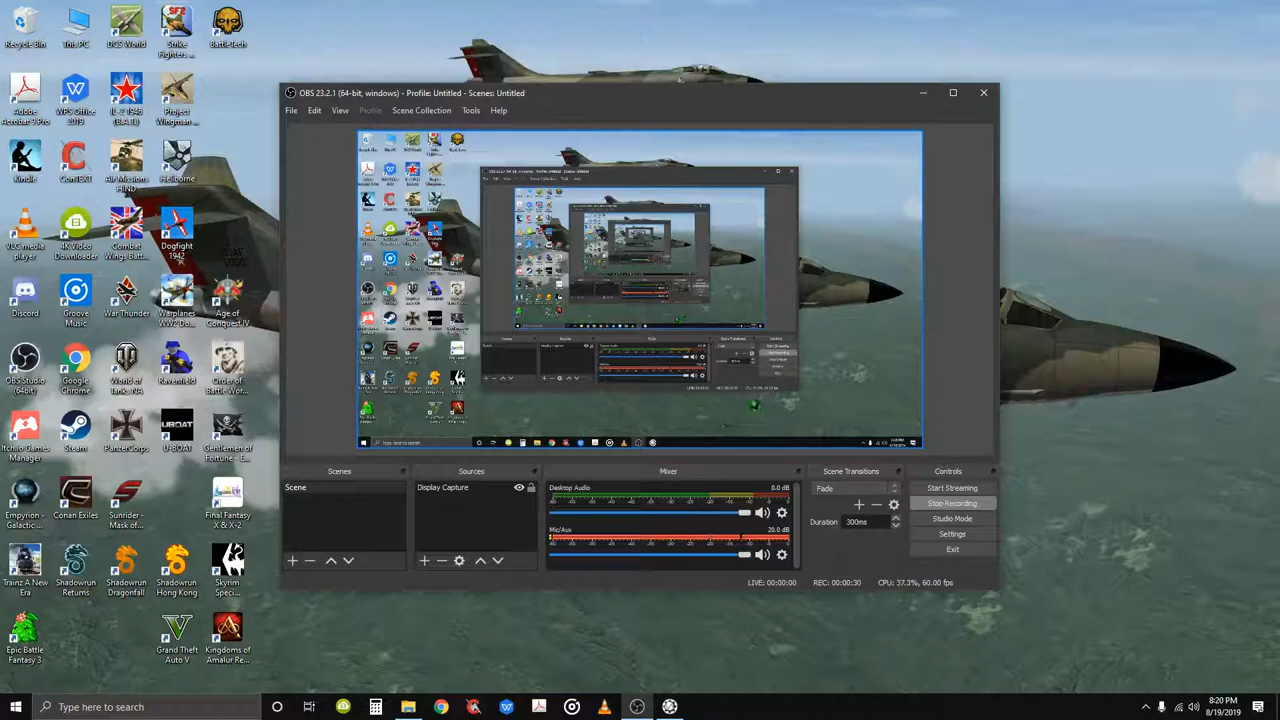 Recycle Bin
This PC
DCS World
Strike Fighters ...
BattleTech
Adobe Acrobat 9 Pro
WPS Office 2019
IL-2 1946 (B.A.T.)
Project Wingman ...
Kindle
ConTEXT
Air Missions HIND
Heliborne
VLC media player
4K Video Downloader
Combat Wings Batt...
Dogfight 1942
Discord
Groove Music
War Thunder
Warplanes WW2 Do...
Age of Conquest IV
OBS Studio (64bit)
Google Chrome
World of Tanks NA
Ravenfield
Order of Battle Wor...
Itchio Games Manager
Steam
PanzerCorps
U-BOAT
Gentlemen of Fortune - E...
Empyrion - Galactic ...
Conan Exiles
Sunrider - Mask of...
Final Fantasy X & X-2
Trainz A New Era
Shadowrun Returns
Shadowrun Dragonfall
Shadowrun Hong Kong
Skyrim Speci...
Epic Battle Fantasy 3
Grand Theft Auto V
Kingdoms of Amalur Re...
OBS 23.2.1 (64-bit, windows) - Profile: Untitled - Scenes: Untitled
File Edit View Profile Scene Collection Tools Help
Scenes
Scene
Sources
Display Capture
Mixer
Desktop Audio 0.0 dB
Mic/Aux 20.0 dB
Scene Transitions
Fade
Duration 300ms
Controls
Start Streaming
Stop Recording
Studio Mode
Settings
Exit
LIVE: 00:00:00 REC: 00:00:30 CPU: 37.3%, 60.00 fps
Type here to search
8:20 PM
8/19/2019